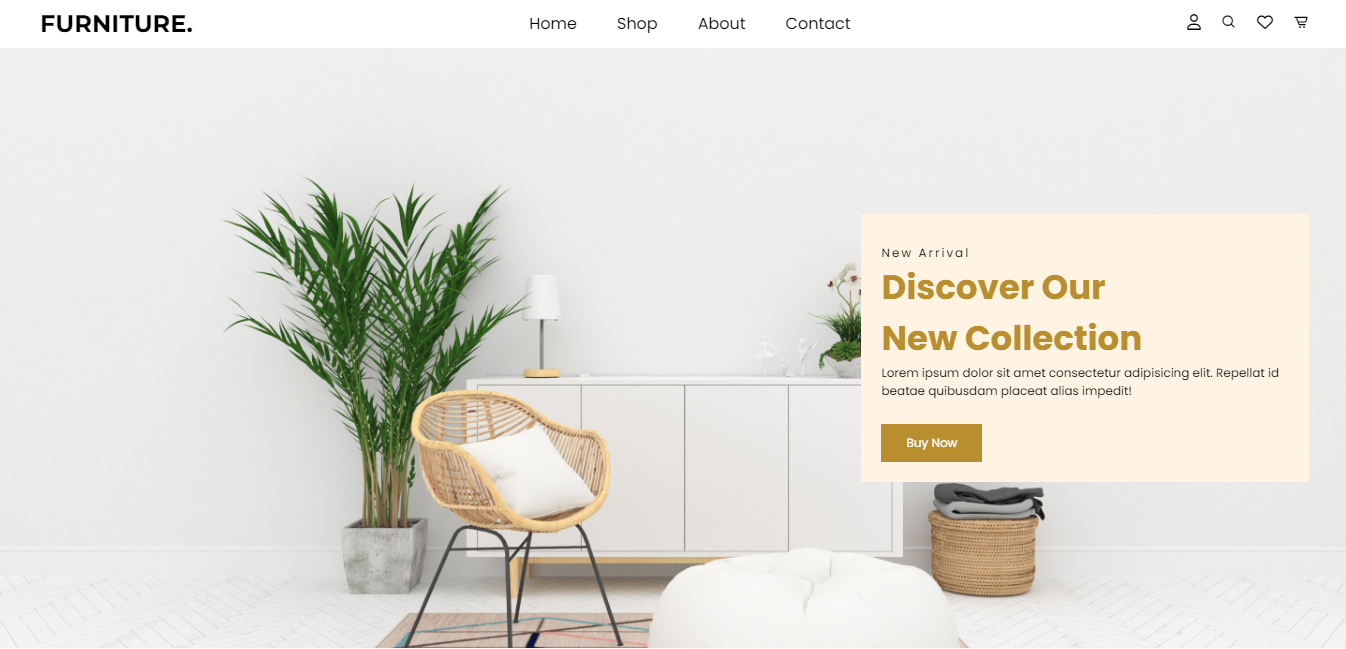 FURNITURE.
Home
Shop
About
Contact
New Arrival
Discover Our
New Collection
Lorem ipsum dolor sit amet consectetur adipisicing elit. Repellat id
beatae quibusdam placeat alias impedit!
Buy Now